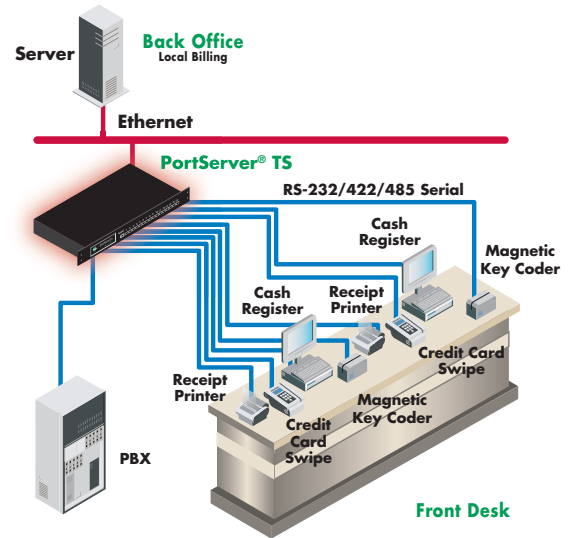 Back Office
Server
Local Billing
Ethernet
PortServer® TS
RS-232/422/485 Serial
Cash
Register
Magnetic
Key Coder
Cash
Register
Receipt
Printer
Credit Card
Swipe
Receipt
Printer
Magnetic
Key Coder
Credit
Card
Swipe
PBX
Front Desk